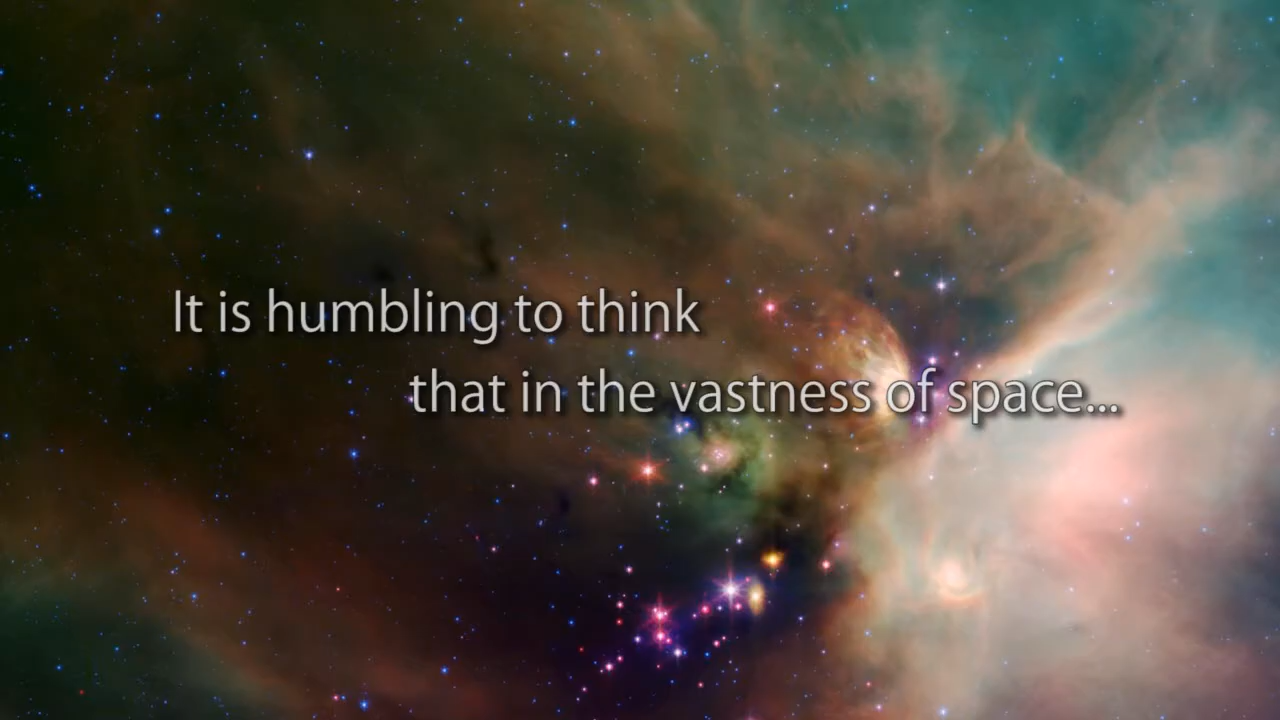 It is humbling to think
that in the vastness of space...